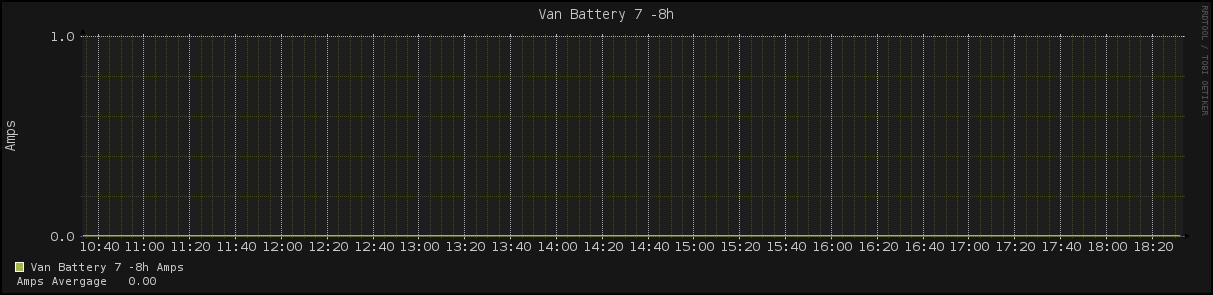 Van Battery 7 -8h
RRDTOOL / TOBI OETIKER
Amps
1.0
0.0
10:40 11:00 11:20 11:40 12:00 12:20 12:40 13:00 13:20 13:40 14:00 14:20 14:40 15:00 15:20 15:40 16:00 16:20 16:40 17:00 17:20 17:40 18:00 18:20
Van Battery 7 -8h Amps
Amps Avergage 0.00